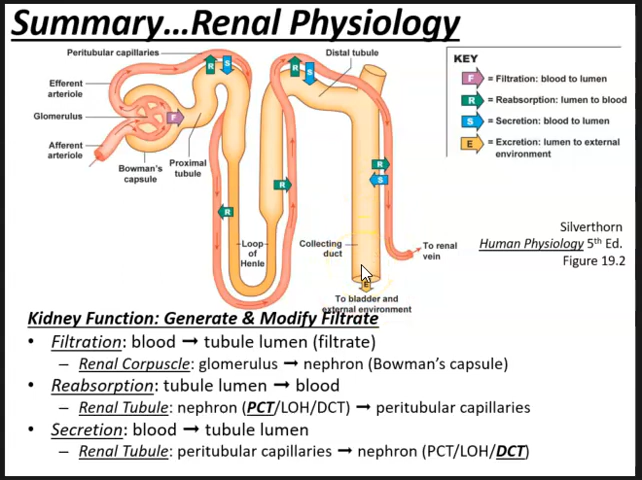 Summary...Renal Physiology
Peritubular capillaries
Distal tubule
Efferent
arteriole
Glomerulus
Afferent
arteriole
Bowman's
capsule
Proximal
tubule
Loop
of
Henle
Collecting
duct
To renal
vein
To bladder and
external environment
R
S
F
R
S
R
R
R
S
E
KEY
F = Filtration: blood to lumen
R = Reabsorption: lumen to blood
S = Secretion: blood to lumen
E = Excretion: lumen to external
environment
Silverthorn
Human Physiology 5th Ed.
Figure 19.2
Kidney Function: Generate & Modify Filtrate
• Filtration: blood → tubule lumen (filtrate)
– Renal Corpuscle: glomerulus → nephron (Bowman's capsule)
• Reabsorption: tubule lumen → blood
– Renal Tubule: nephron (PCT/LOH/DCT) → peritubular capillaries
• Secretion: blood → tubule lumen
– Renal Tubule: peritubular capillaries → nephron (PCT/LOH/DCT)